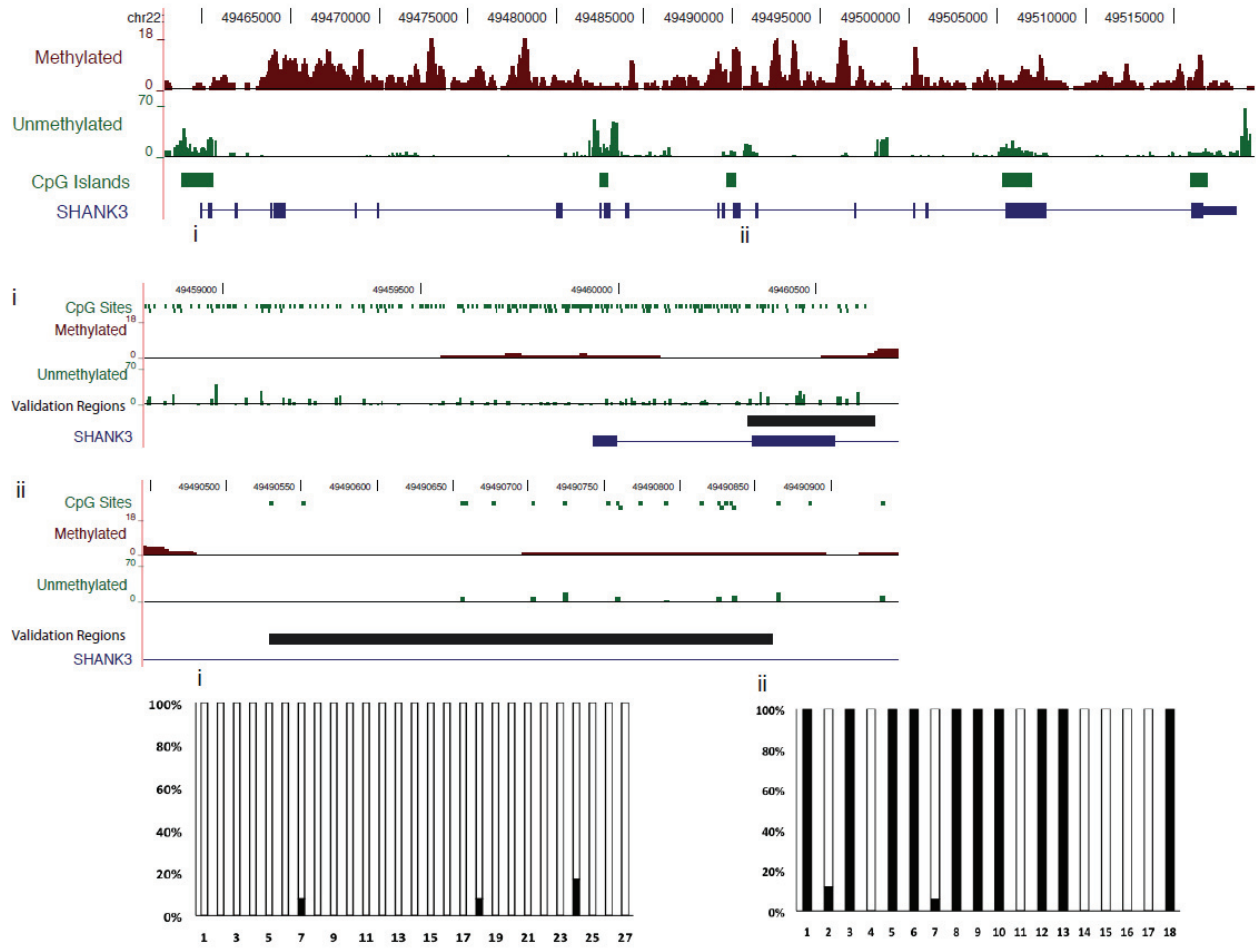 chr22: 49465000 49470000 49475000 49480000 49485000 49490000 49495000 49500000 49505000 49510000 49515000
18
Methylated
0
70
Unmethylated
0
CpG Islands
SHANK3
i ii
i
49459000 49459500 49460000 49460500
CpG Sites
18
Methylated
0
70
Unmethylated
0
Validation Regions
SHANK3
ii
49490500 49490550 49490600 49490650 49490700 49490750 49490800 49490850 49490900
CpG Sites
18
Methylated
0
70
Unmethylated
0
Validation Regions
SHANK3
i
100%
80%
60%
40%
20%
0%
1 3 5 7 9 11 13 15 17 19 21 23 25 27
ii
100%
80%
60%
40%
20%
0%
1 2 3 4 5 6 7 8 9 10 11 12 13 14 15 16 17 18